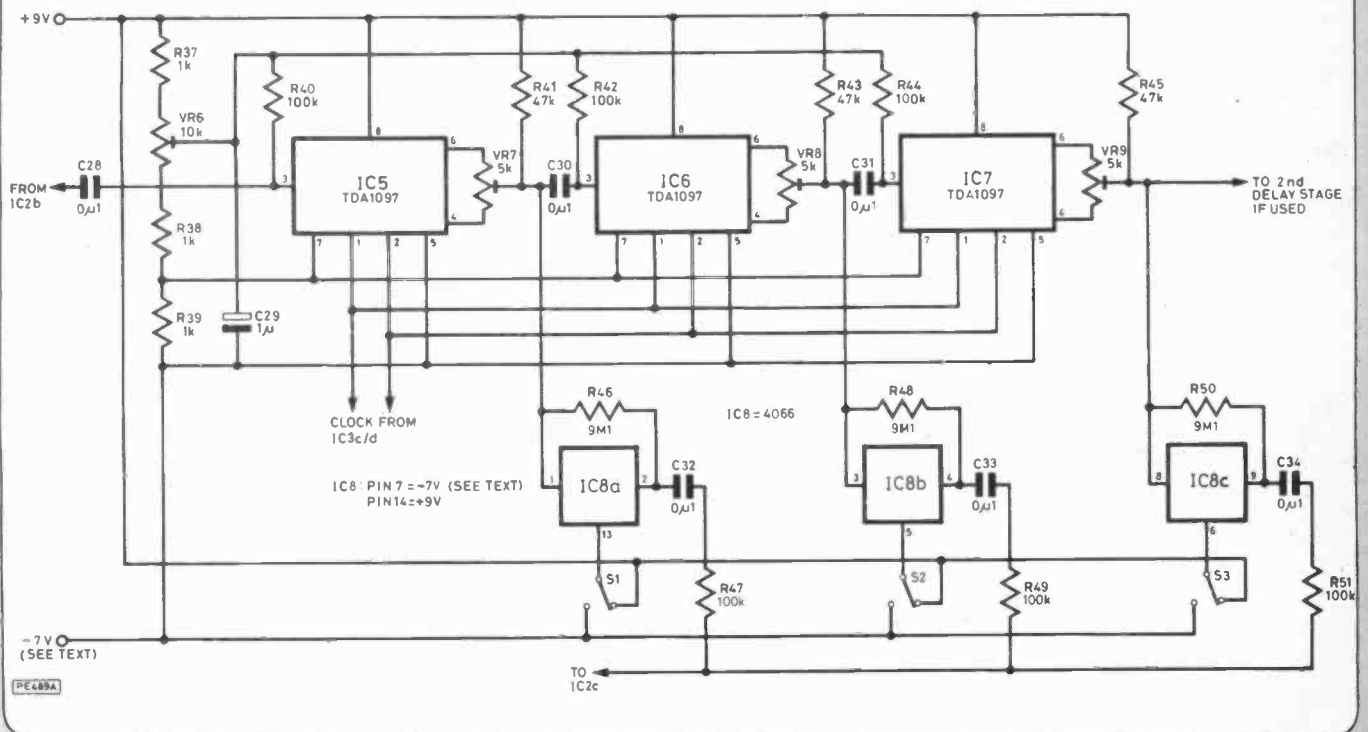 +9V
R37
1k
R40
100k
R41
47k
R42
100k
R43
47k
R44
100k
R45
47k
VR6
10k
C28
0μ1
FROM
IC2b
3
8
IC5
TDA1097
6
4
7
1
2
5
VR7
5k
C30
0μ1
3
8
IC6
TDA1097
6
4
7
1
2
5
VR8
5k
C31
0μ1
3
8
IC7
TDA1097
6
6
7
1
2
5
VR9
5k
TO 2nd
DELAY STAGE
IF USED
R38
1k
R39
1k
C29
1μ
CLOCK FROM
IC3c/d
IC8=4066
IC8: PIN 7 = -7V (SEE TEXT)
PIN14=+9V
R46
9M1
1
IC8a
2
13
C32
0μ1
R47
100k
S1
R48
9M1
3
IC8b
4
5
C33
0μ1
R49
100k
S2
R50
9M1
8
IC8c
9
6
C34
0μ1
R51
100k
S3
-7V
(SEE TEXT)
TO
IC2c
PE489A